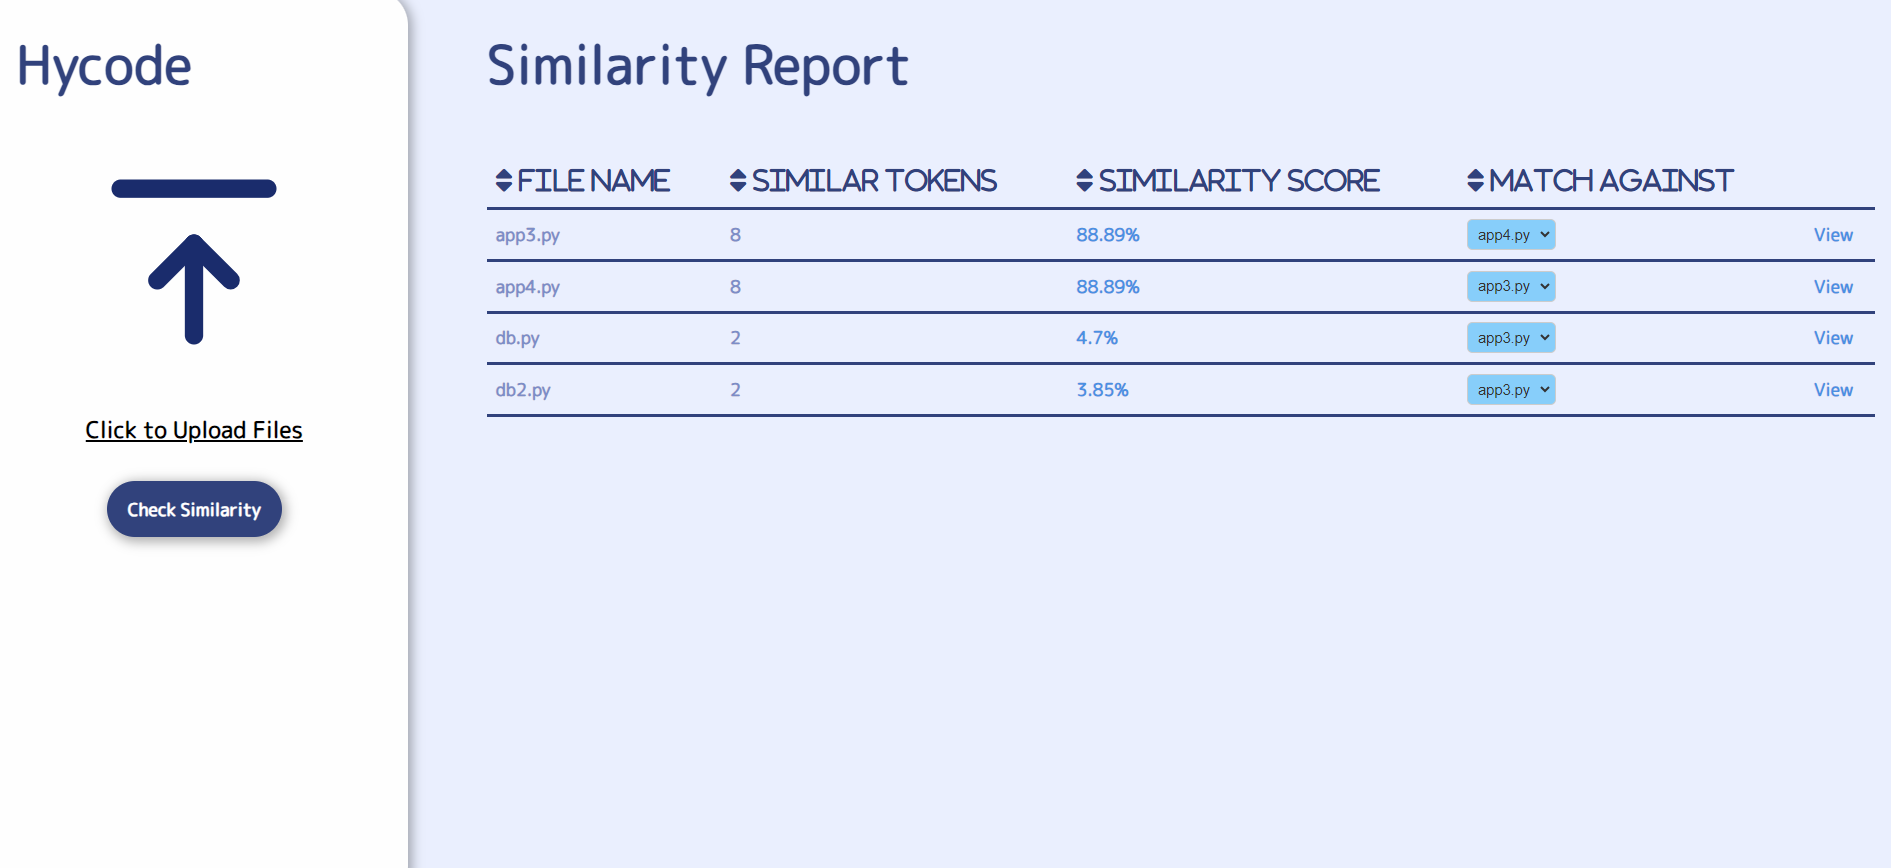 Hycode
Click to Upload Files
Check Similarity
Similarity Report
FILE NAME SIMILAR TOKENS SIMILARITY SCORE MATCH AGAINST
app3.py 8 88.89% app4.py View
app4.py 8 88.89% app3.py View
db.py 2 4.7% app3.py View
db2.py 2 3.85% app3.py View